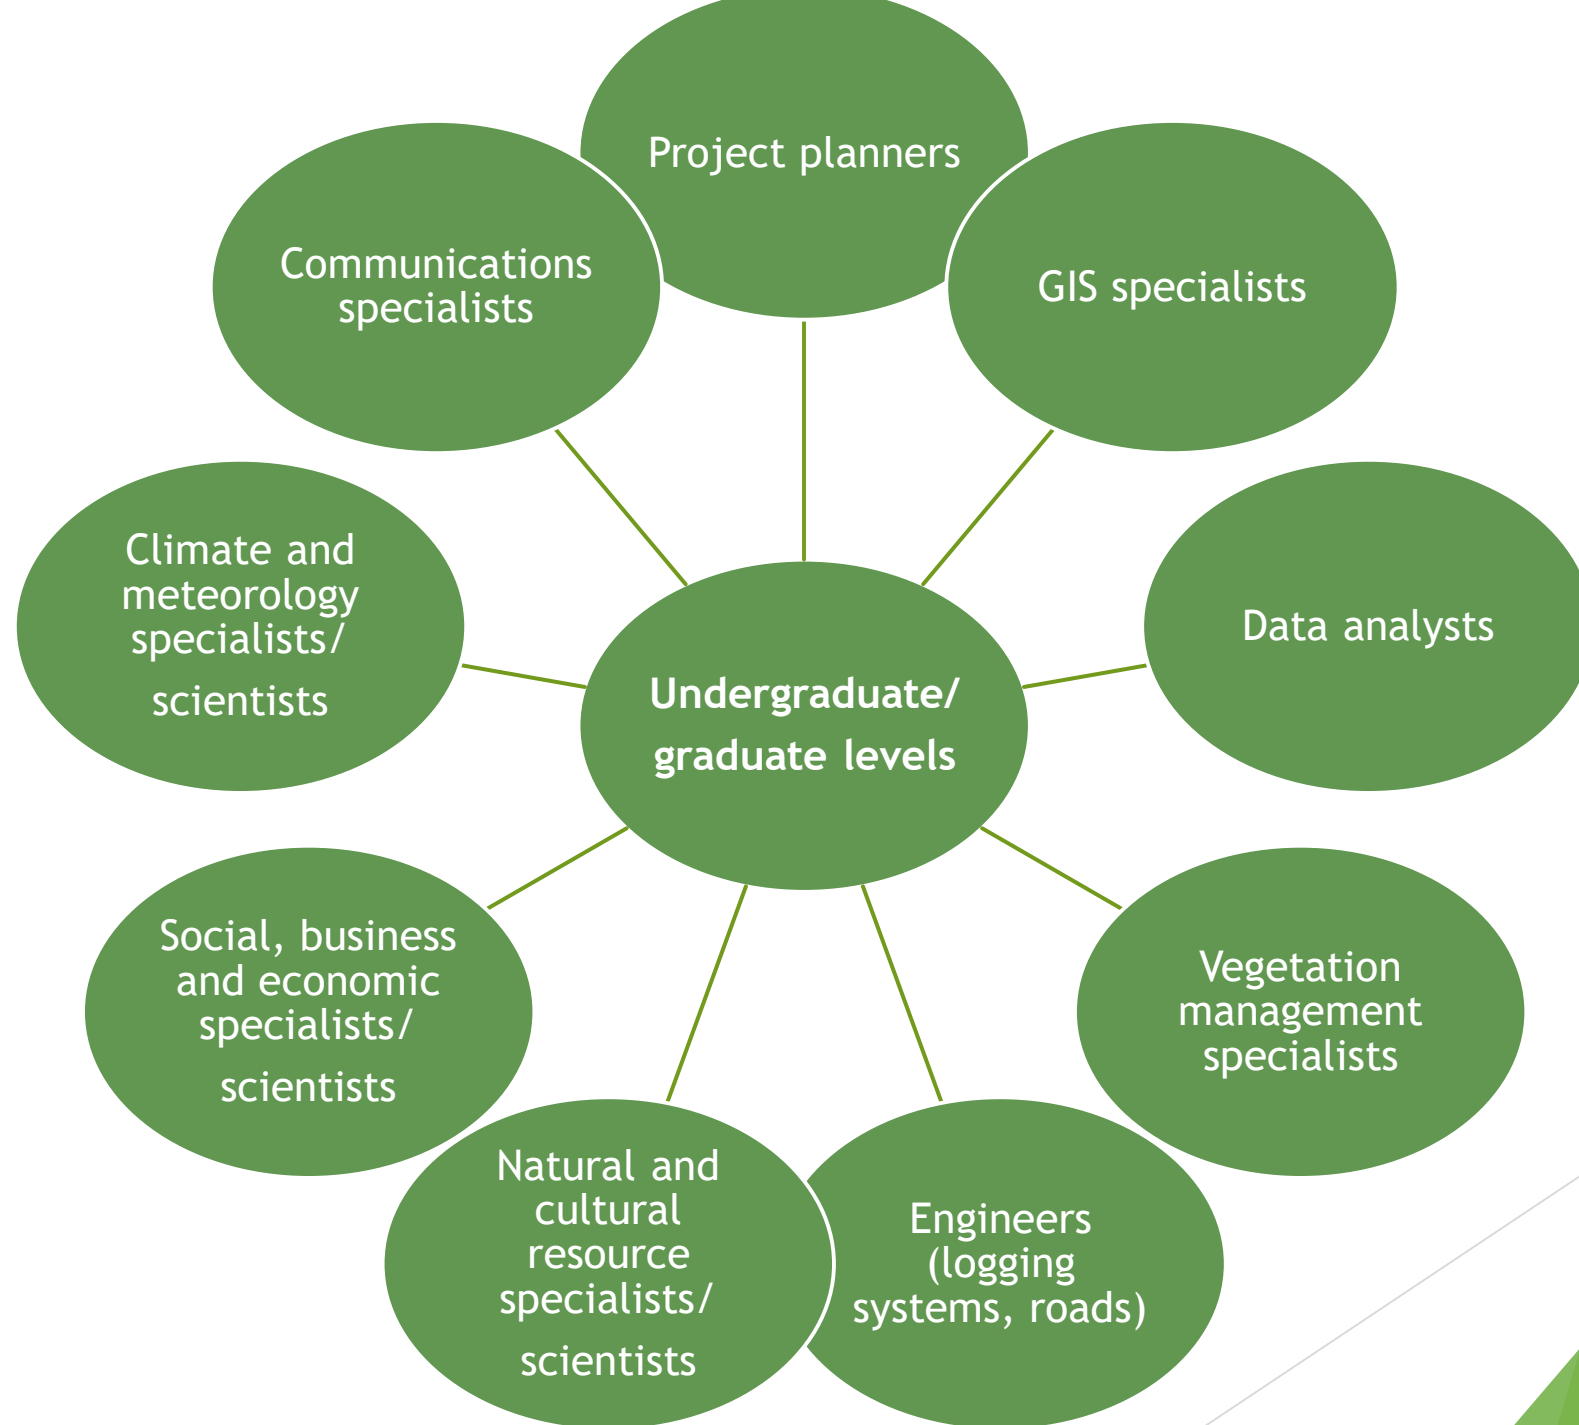 Project planners
Communications
specialists
GIS specialists
Climate and
meteorology
specialists/
scientists
Data analysts
Undergraduate/
graduate levels
Social, business
and economic
specialists/
scientists
Vegetation
management
specialists
Natural and
cultural
resource
specialists/
scientists
Engineers
(logging
systems, roads)